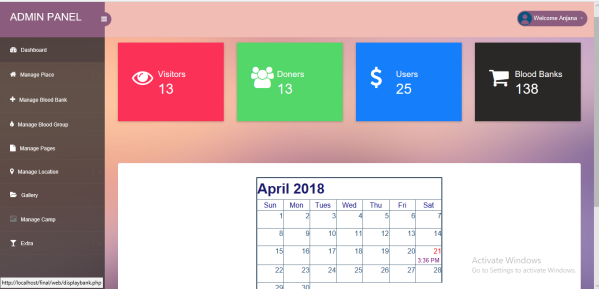 ADMIN PANEL
Welcome Anjana
Dashboard
Manage Place
Manage Blood Bank
Manage Blood Group
Manage Pages
Manage Location
Gallery
Manage Camp
Extra
http://localhost/final/web/displaybank.php
Visitors
13
Doners
13
Users
25
Blood Banks
138
April 2018
Sun Mon Tues Wed Thu Fri Sat
1 2 3 4 5 6 7
8 9 10 11 12 13 14
15 16 17 18 19 20 21
3:36 PM
22 23 24 25 26 27 28
29 30
Activate Windows
Go to Settings to activate Windows.